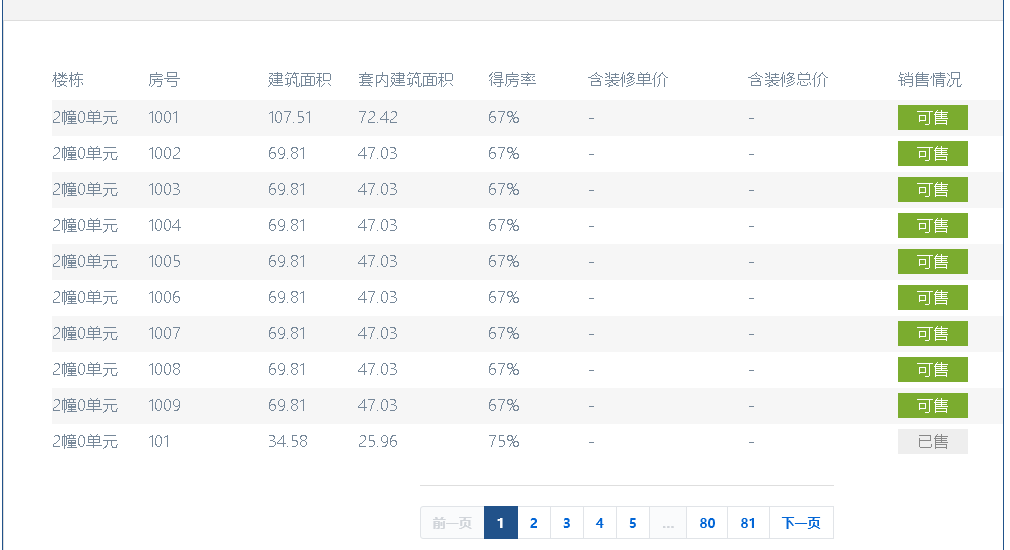 楼栋 房号 建筑面积 套内建筑面积 得房率 含装修单价 含装修总价 销售情况
2幢0单元 1001 107.51 72.42 67% - - 可售
2幢0单元 1002 69.81 47.03 67% - - 可售
2幢0单元 1003 69.81 47.03 67% - - 可售
2幢0单元 1004 69.81 47.03 67% - - 可售
2幢0单元 1005 69.81 47.03 67% - - 可售
2幢0单元 1006 69.81 47.03 67% - - 可售
2幢0单元 1007 69.81 47.03 67% - - 可售
2幢0单元 1008 69.81 47.03 67% - - 可售
2幢0单元 1009 69.81 47.03 67% - - 可售
2幢0单元 101 34.58 25.96 75% - - 已售
前一页 1 2 3 4 5 ... 80 81 下一页